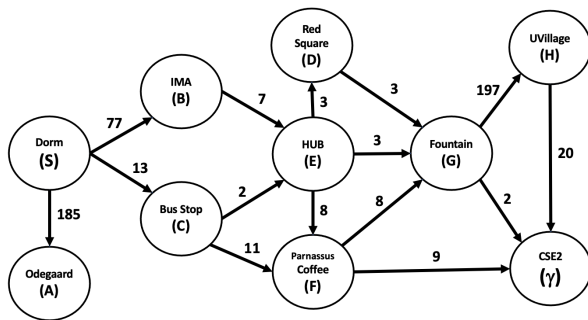 Red
Square
(D)
UVillage
(H)
IMA
(B)
7
3
3
197
77
Dorm
(S)
HUB
(E)
3
Fountain
(G)
13
2
20
185
Bus Stop
(C)
8
8
2
11
Odegaard
(A)
Parnassus
Coffee
(F)
9
CSE2
(γ)